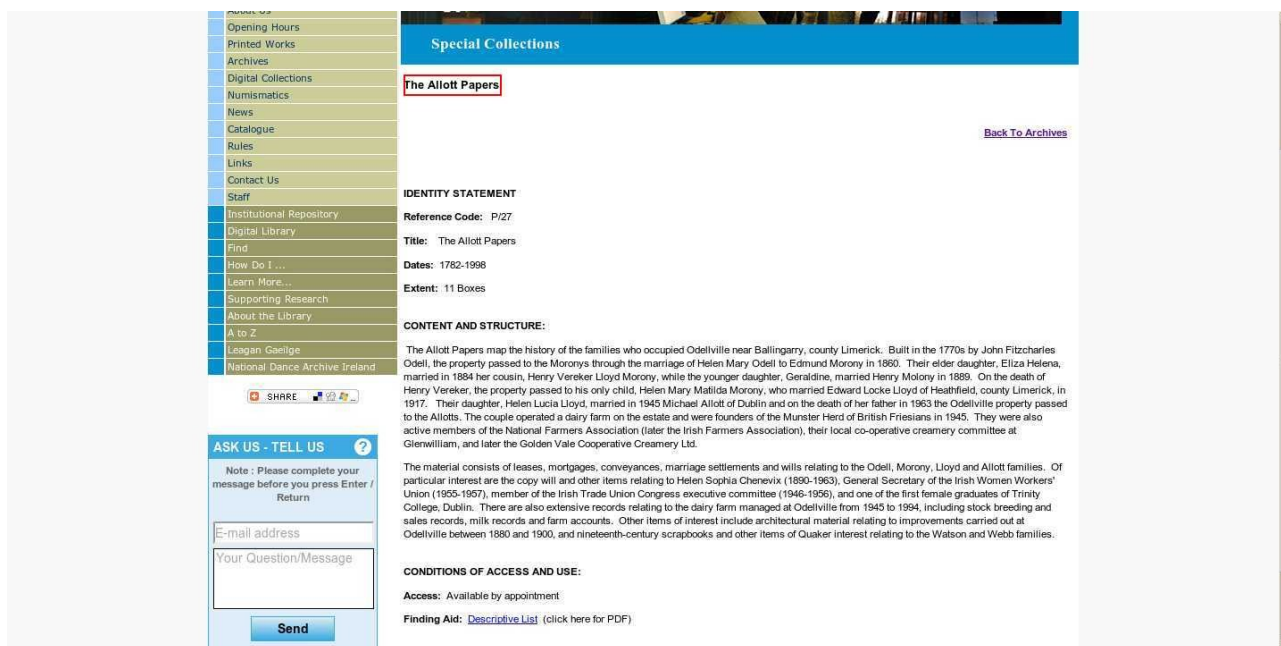 About Us
Opening Hours
Printed Works
Archives
Digital Collections
Numismatics
News
Catalogue
Rules
Links
Contact Us
Staff
Institutional Repository
Digital Library
Find
How Do I ...
Learn More...
Supporting Research
About the Library
A to Z
Leagan Gaeilge
National Dance Archive Ireland
SHARE
ASK US - TELL US ?
Note : Please complete your
message before you press Enter /
Return
E-mail address
Your Question/Message
Send
Special Collections
The Allott Papers
Back To Archives
IDENTITY STATEMENT
Reference Code: P/27
Title: The Allott Papers
Dates: 1782-1998
Extent: 11 Boxes
CONTENT AND STRUCTURE:
The Allott Papers map the history of the families who occupied Odellville near Ballingarry, county Limerick. Built in the 1770s by John Fitzcharles
Odell, the property passed to the Moronys through the marriage of Helen Mary Odell to Edmund Morony in 1860. Their elder daughter, Eliza Helena,
married in 1884 her cousin, Henry Vereker Lloyd Morony, while the younger daughter, Geraldine, married Henry Molony in 1889. On the death of
Henry Vereker, the property passed to his only child, Helen Mary Matilda Morony, who married Edward Locke Lloyd of Heathfield, county Limerick, in
1917. Their daughter, Helen Lucia Lloyd, married in 1945 Michael Allott of Dublin and on the death of her father in 1963 the Odellville property passed
to the Allotts. The couple operated a dairy farm on the estate and were founders of the Munster Herd of British Friesians in 1945. They were also
active members of the National Farmers Association (later the Irish Farmers Association), their local co-operative creamery committee at
Glenwilliam, and later the Golden Vale Cooperative Creamery Ltd.
The material consists of leases, mortgages, conveyances, marriage settlements and wills relating to the Odell, Morony, Lloyd and Allott families. Of
particular interest are the copy will and other items relating to Helen Sophia Chenevix (1890-1963), General Secretary of the Irish Women Workers'
Union (1955-1957), member of the Irish Trade Union Congress executive committee (1946-1956), and one of the first female graduates of Trinity
College, Dublin. There are also extensive records relating to the dairy farm managed at Odellville from 1945 to 1994, including stock breeding and
sales records, milk records and farm accounts. Other items of interest include architectural material relating to improvements carried out at
Odellville between 1880 and 1900, and nineteenth-century scrapbooks and other items of Quaker interest relating to the Watson and Webb families.
CONDITIONS OF ACCESS AND USE:
Access: Available by appointment
Finding Aid: Descriptive List (click here for PDF)